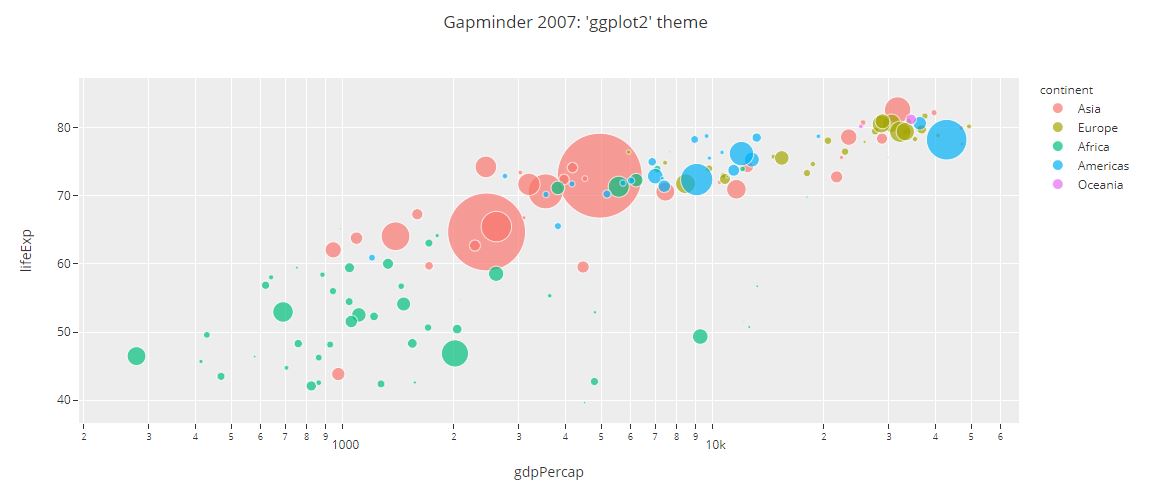 Gapminder 2007: 'ggplot2' theme
continent
Asia
Europe
Africa
Americas
Oceania
lifeExp
80
70
60
50
40
2 3 4 5 6 7 8 9 1000 2 3 4 5 6 7 8 9 10k 2 3 4 5 6
gdpPercap